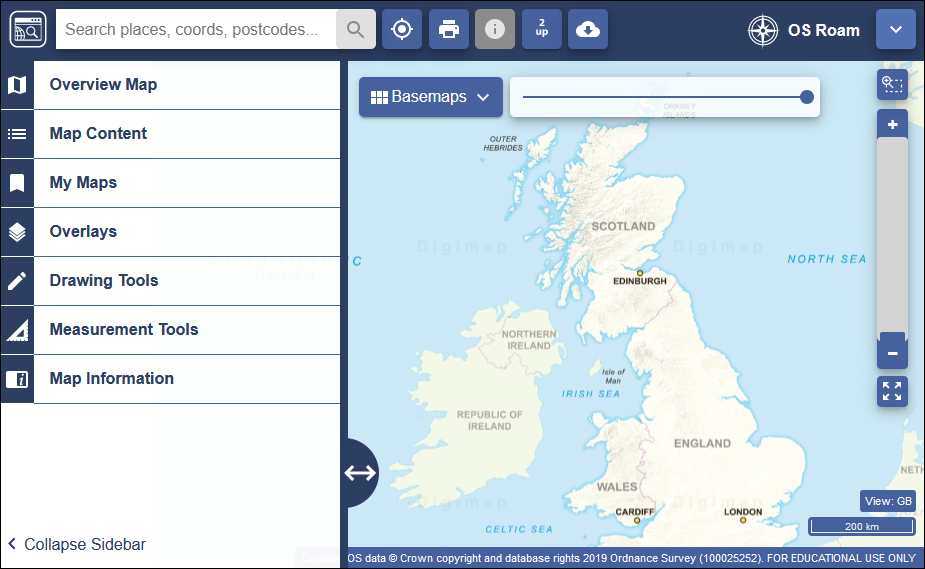 Search places, coords, postcodes...
i
2
up
OS Roam
Overview Map
Map Content
My Maps
Overlays
Drawing Tools
Measurement Tools
Map Information
Collapse Sidebar
Basemaps
ORKNEY
ISLANDS
OUTER
HEBRIDES
SCOTLAND
Digimap
Digimap
NORTH SEA
C
OCEAN
EDINBURGH
NORTHERN
IRELAND
Isle of
Man
IRISH SEA
REPUBLIC OF
IRELAND
ENGLAND
NETH
WALES
Digimap
Digimap
CARDIFF
LONDON
CELTIC SEA
+
−
View: GB
200 km
OS data © Crown copyright and database rights 2019 Ordnance Survey (100025252). FOR EDUCATIONAL USE ONLY